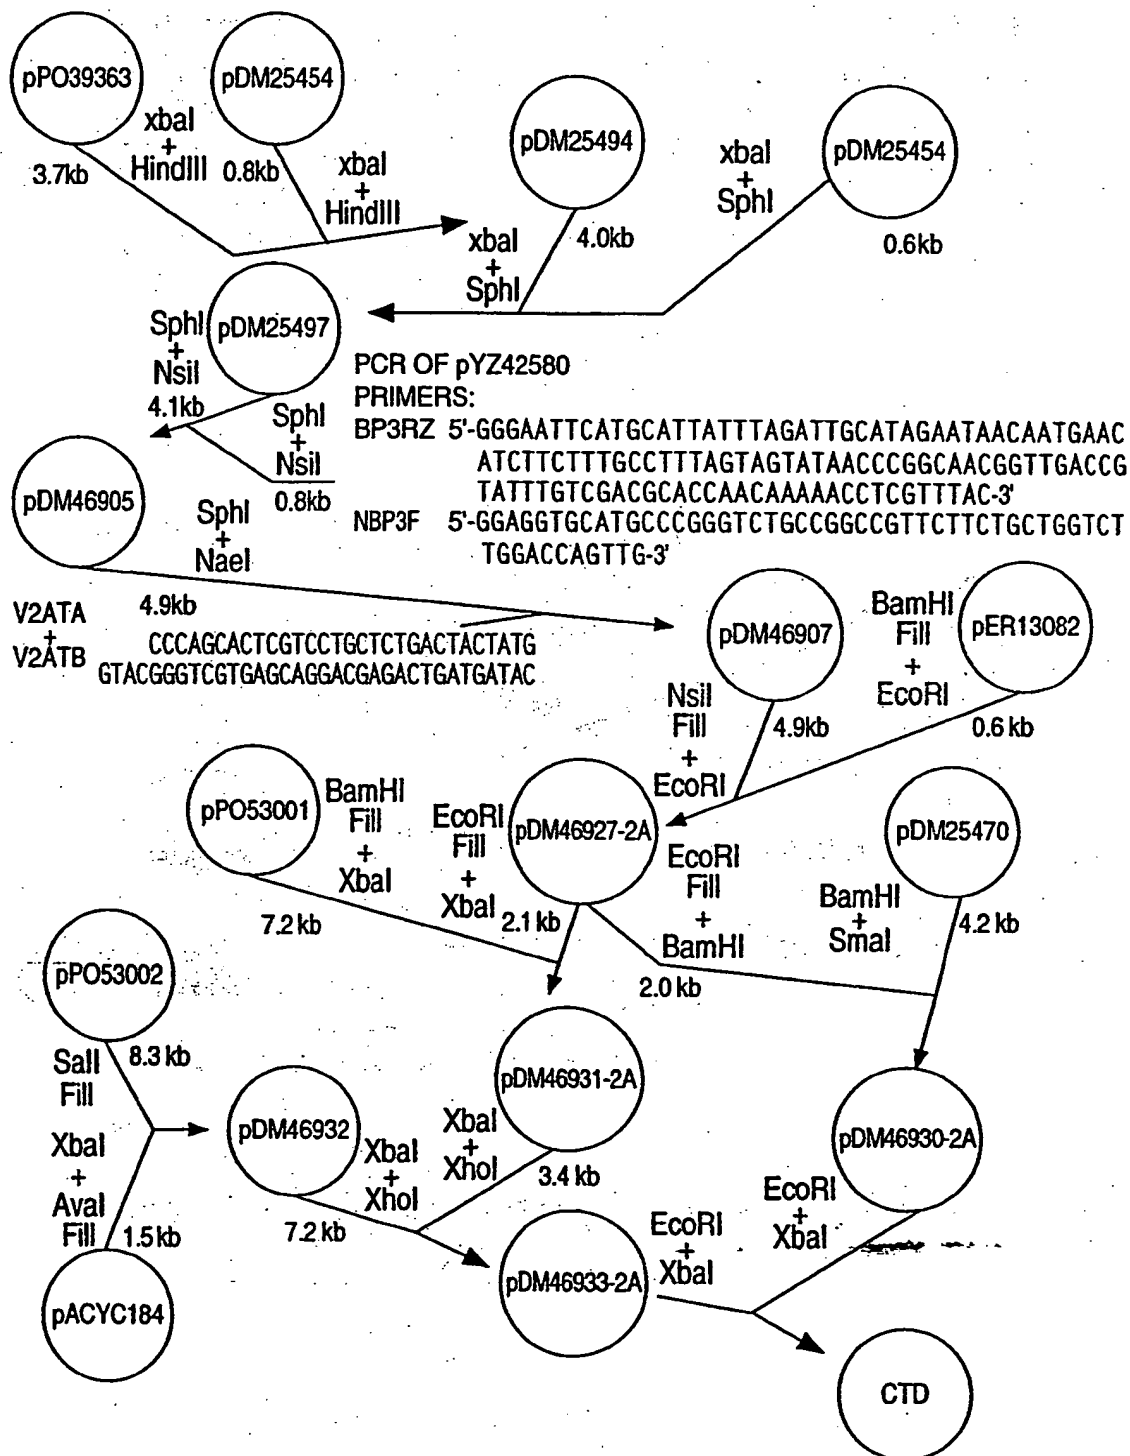 pPO39363
pDM25454
xbaI
+
HindIII
3.7kb
0.8kb
xbaI
+
HindIII
pDM25494
xbaI
+
SphI
pDM25454
4.0kb
0.6kb
xbaI
+
SphI
SphI
+
NsiI
pDM25497
4.1kb
SphI
+
NsiI
0.8kb
PCR OF pYZ42580
PRIMERS:
BP3RZ 5'-GGGAATTCATGCATTATTTAGATTGCATAGAATAACAATGAAC
ATCTTCTTTGCCTTTAGTAGTATAACCCGGCAACGGTTGACCG
TATTTGTCGACGCACCAACAAAAACCTCGTTTAC-3'
NBP3F 5'-GGAGGTGCATGCCCGGGTCTGCCGGCCGTTCTTCTGCTGGTCT
TGGACCAGTTG-3'
pDM46905
SphI
+
NaeI
4.9kb
V2ATA
+
V2ATB
CCCAGCACTCGTCCTGCTCTGACTACTATG
GTACGGGTCGTGAGCAGGACGAGACTGATGATAC
pDM46907
BamHI
Fill
+
EcoRI
pER13082
NsiI
Fill
+
EcoRI
4.9kb
0.6 kb
pPO53001
BamHI
Fill
+
XbaI
EcoRI
Fill
+
XbaI
pDM46927-2A
EcoRI
Fill
+
BamHI
pDM25470
BamHI
+
SmaI
7.2 kb
2.1 kb
2.0 kb
4.2 kb
pPO53002
SalI
Fill
8.3 kb
XbaI
+
AvaI
Fill
1.5 kb
pACYC184
pDM46932
XbaI
+
XhoI
7.2 kb
pDM46931-2A
XbaI
+
XhoI
3.4 kb
pDM46930-2A
EcoRI
+
XbaI
pDM46933-2A
EcoRI
+
XbaI
CTD